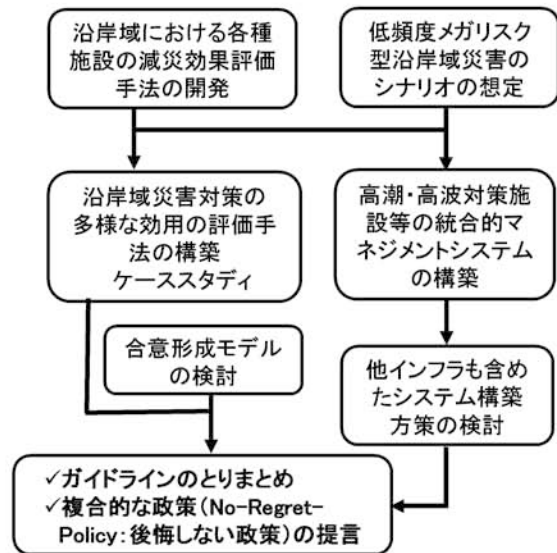 沿岸域における各種
施設の減災効果評価
手法の開発
低頻度メガリスク
型沿岸域災害の
シナリオの想定
沿岸域災害対策の
多様な効用の評価手
法の構築
ケーススタディ
高潮・高波対策施
設等の統合的マ
ネジメントシステム
の構築
合意形成モデル
の検討
他インフラも含め
たシステム構築
方策の検討
✓ガイドラインのとりまとめ
✓複合的な政策(No-Regret-
Policy:後悔しない政策)の提言